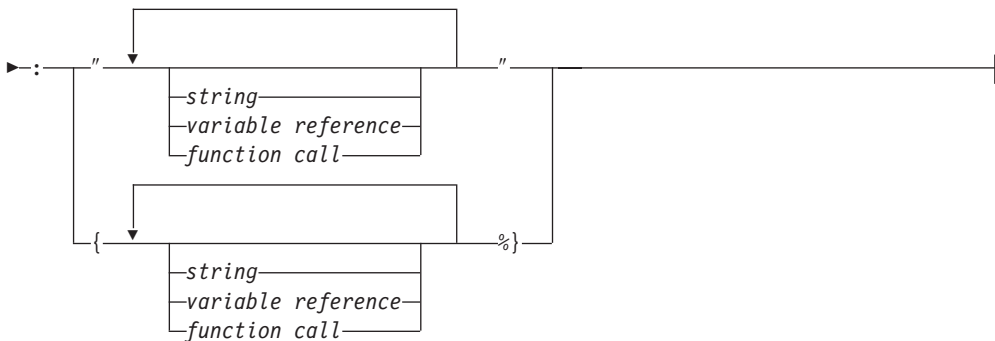 : " "
string
variable reference
function call
{ %}
string
variable reference
function call